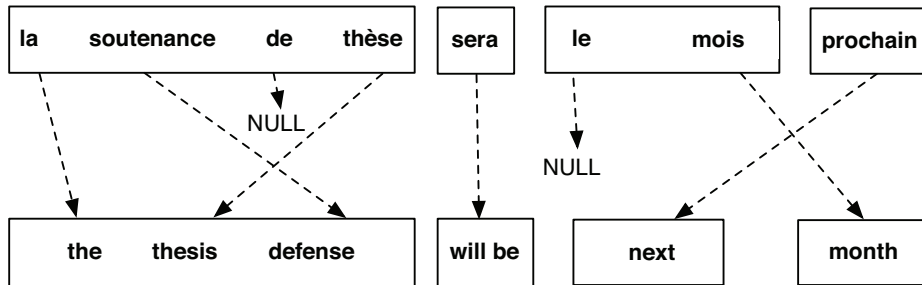 la soutenance de thèse sera le mois prochain
NULL
NULL
the thesis defense will be next month